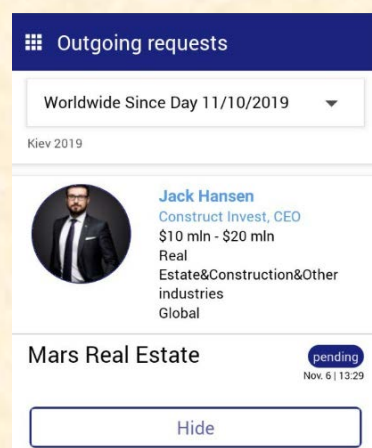 Outgoing requests
Worldwide Since Day 11/10/2019
Kiev 2019
Jack Hansen
Construct Invest, CEO
$10 mln - $20 mln
Real
Estate&Construction&Other
industries
Global
Mars Real Estate
pending
Nov. 6 | 13:29
Hide